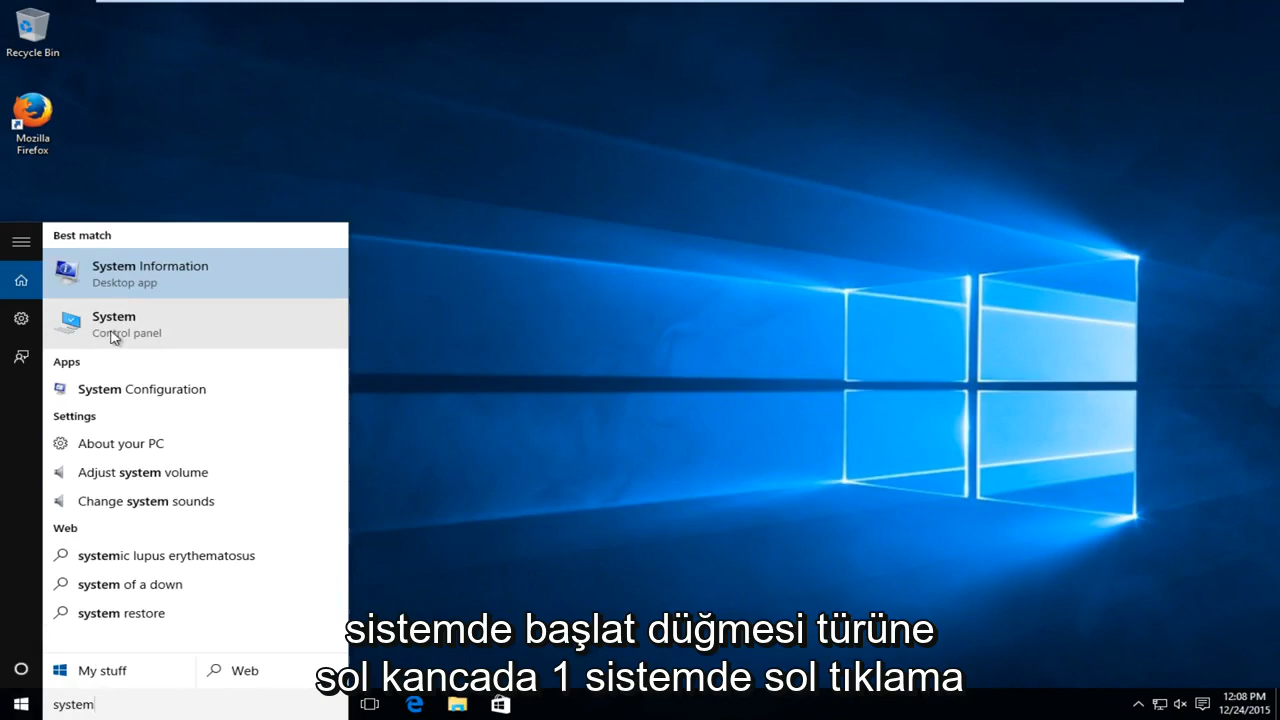 Recycle Bin
Mozilla
Firefox
Best match
System Information
Desktop app
System
Control panel
Apps
System Configuration
Settings
About your PC
Adjust system volume
Change system sounds
Web
systemic lupus erythematosus
system of a down
system restore
My stuff
Web
system
sistemde başlat düğmesi türüne
sol kancada 1 sistemde sol tıklama
12:08 PM
12/24/2015